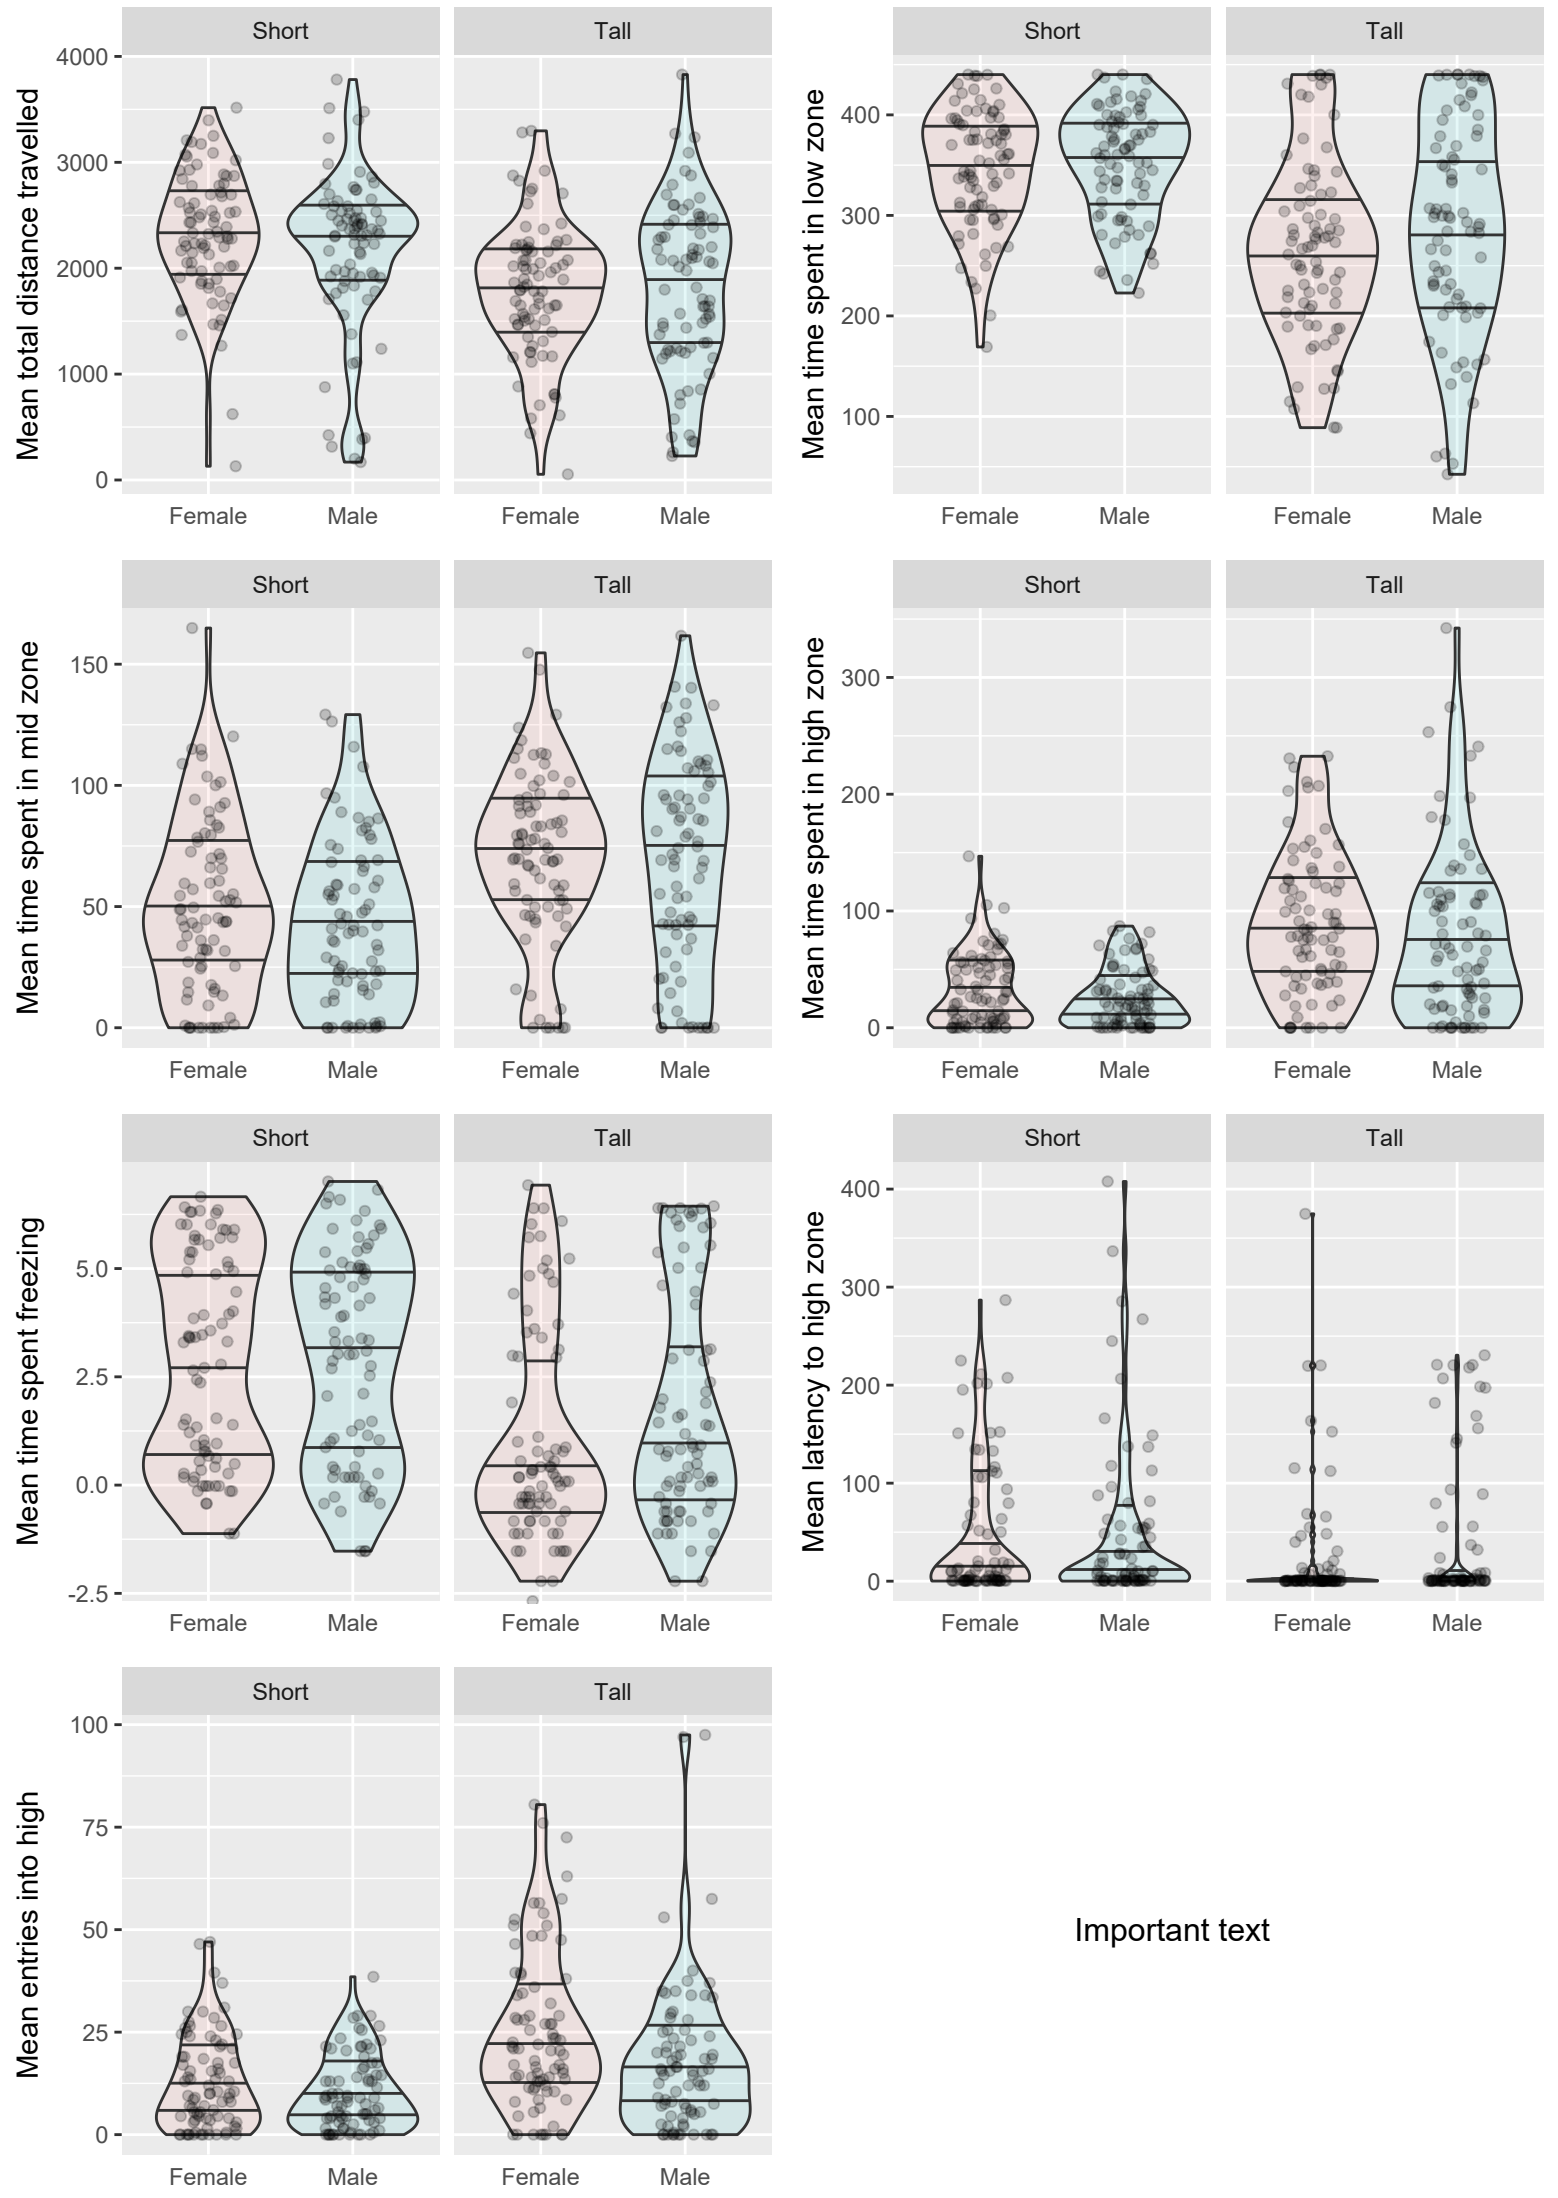 Short Tall
Mean total distance travelled
4000
3000
2000
1000
0
Female Male Female Male
Short Tall
Mean time spent in low zone
400
300
200
100
Female Male Female Male
Short Tall
Mean time spent in mid zone
150
100
50
0
Female Male Female Male
Short Tall
Mean time spent in high zone
300
200
100
0
Female Male Female Male
Short Tall
Mean time spent freezing
5.0
2.5
0.0
-2.5
Female Male Female Male
Short Tall
Mean latency to high zone
400
300
200
100
0
Female Male Female Male
Short Tall
Mean entries into high
100
75
50
25
0
Female Male Female Male
Important text